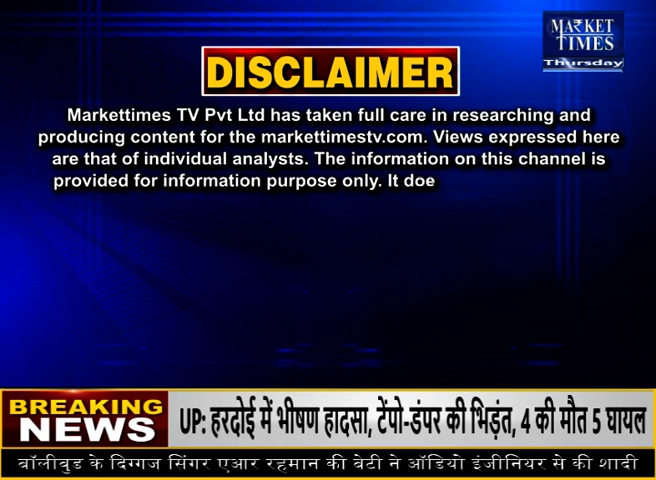 MARKET
TIMES
Thursday
DISCLAIMER
Markettimes TV Pvt Ltd has taken full care in researching and
producing content for the markettimestv.com. Views expressed here
are that of individual analysts. The information on this channel is
provided for information purpose only. It doe
BREAKING
NEWS
UP: हरदोई में भीषण हादसा, टेंपो-डंपर की भिड़ंत, 4 की मौत 5 घायल
बॉलीवुड के दिग्गज सिंगर एआर रहमान की बेटी ने ऑडियो इंजीनियर से की शादी